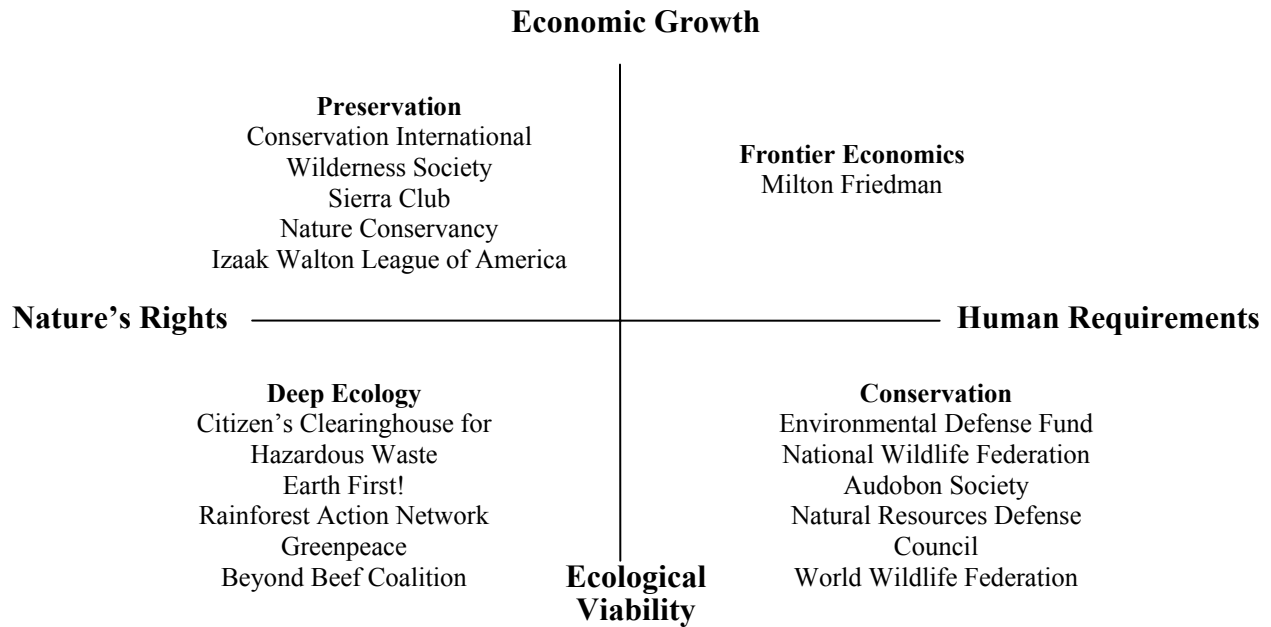 Economic Growth
Preservation
Conservation International
Wilderness Society
Sierra Club
Nature Conservancy
Izaak Walton League of America
Frontier Economics
Milton Friedman
Nature’s Rights
Human Requirements
Deep Ecology
Citizen’s Clearinghouse for
Hazardous Waste
Earth First!
Rainforest Action Network
Greenpeace
Beyond Beef Coalition
Conservation
Environmental Defense Fund
National Wildlife Federation
Audobon Society
Natural Resources Defense
Council
World Wildlife Federation
Ecological
Viability